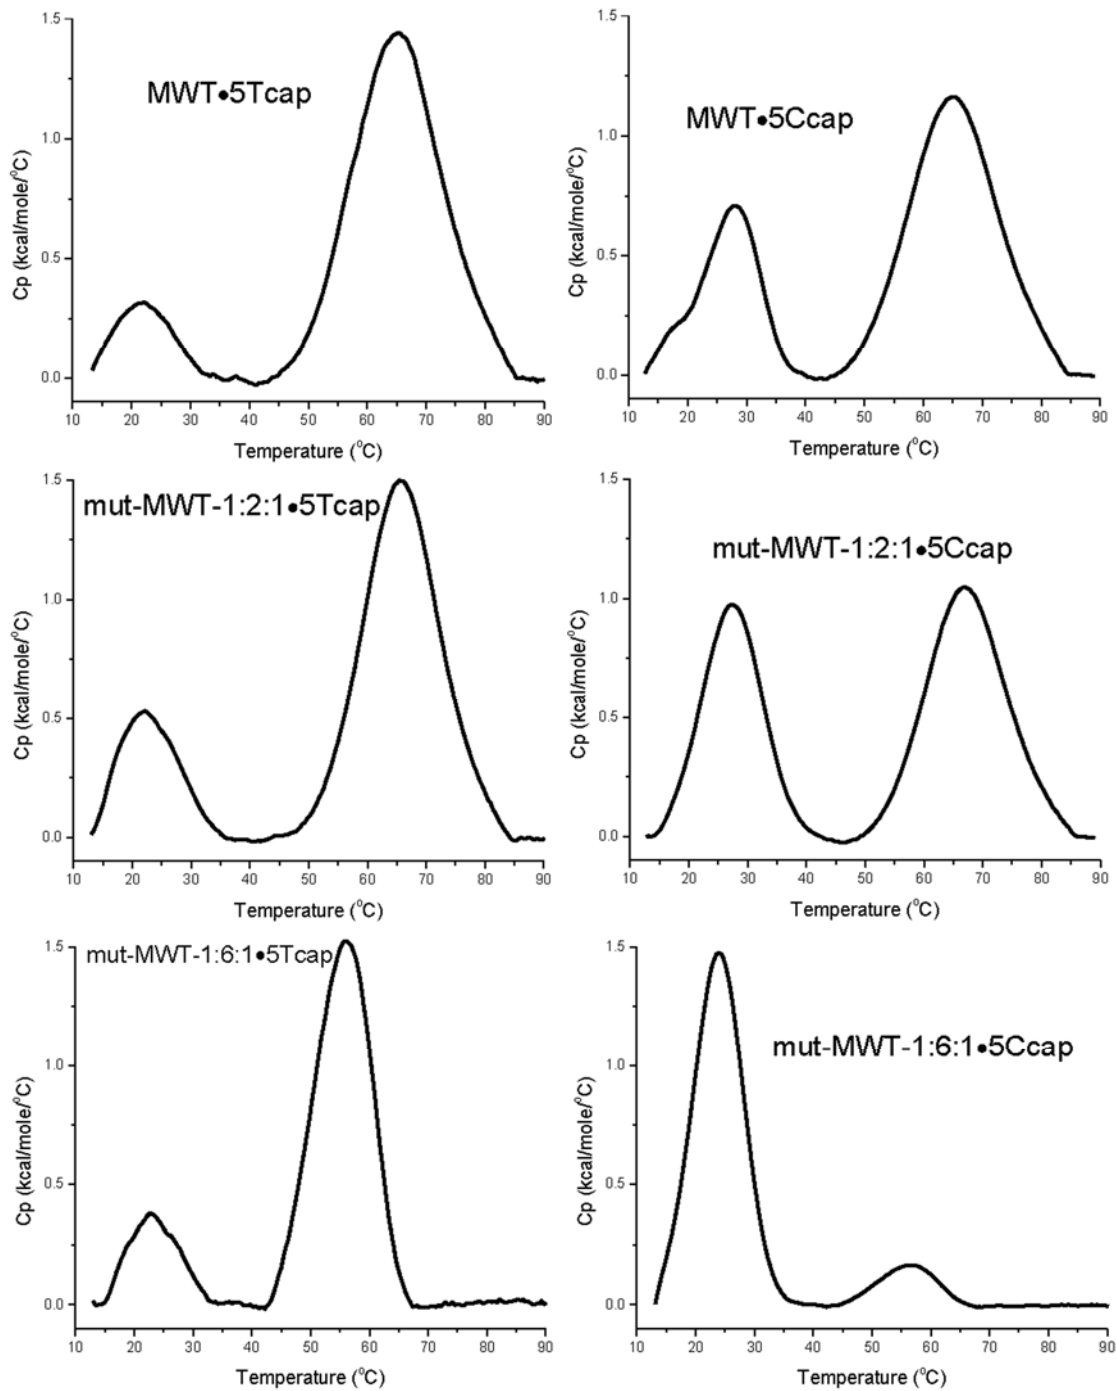 MWT•5Tcap
Cp (kcal/mole/°C)
1.5
1.0
0.5
0.0
10 20 30 40 50 60 70 80 90
Temperature (°C)
MWT•5Ccap
Cp (kcal/mole/°C)
1.5
1.0
0.5
0.0
10 20 30 40 50 60 70 80 90
Temperature (°C)
mut-MWT-1:2:1•5Tcap
Cp (kcal/mole/°C)
1.5
1.0
0.5
0.0
10 20 30 40 50 60 70 80 90
Temperature (°C)
mut-MWT-1:2:1•5Ccap
Cp (kcal/mole/°C)
1.5
1.0
0.5
0.0
10 20 30 40 50 60 70 80 90
Temperature (°C)
mut-MWT-1:6:1•5Tcap
Cp (kcal/mole/°C)
1.5
1.0
0.5
0.0
10 20 30 40 50 60 70 80 90
Temperature (°C)
mut-MWT-1:6:1•5Ccap
Cp (kcal/mole/°C)
1.5
1.0
0.5
0.0
10 20 30 40 50 60 70 80 90
Temperature (°C)